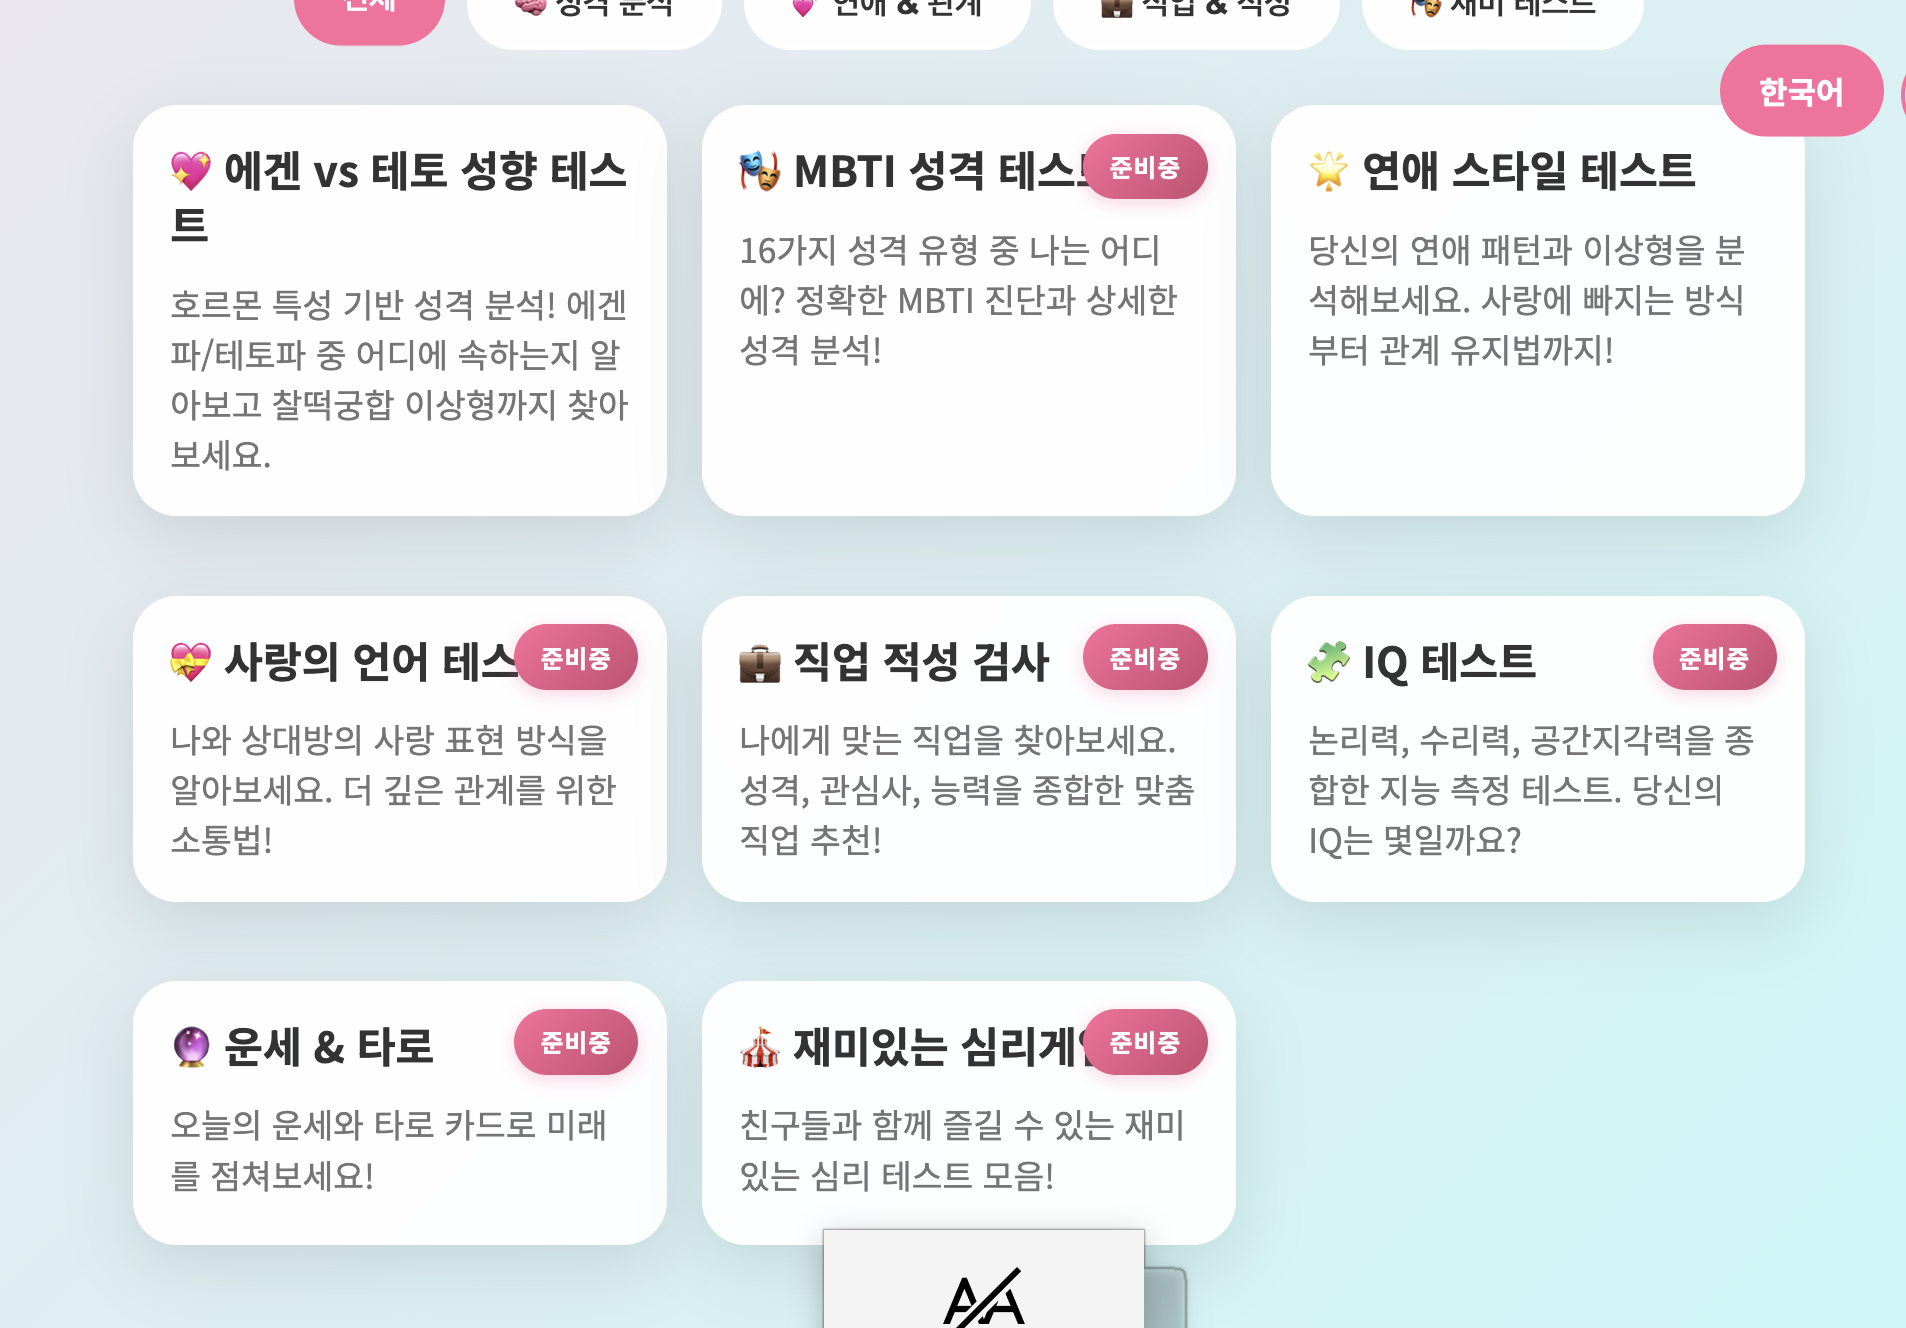 전체
성격 분석
연애 & 관계
직업 & 적성
재미 테스트
한국어
에겐 vs 테토 성향 테스
트
호르몬 특성 기반 성격 분석! 에겐
파/테토파 중 어디에 속하는지 알
아보고 찰떡궁합 이상형까지 찾아
보세요.
MBTI 성격 테스트
준비중
16가지 성격 유형 중 나는 어디
에? 정확한 MBTI 진단과 상세한
성격 분석!
연애 스타일 테스트
당신의 연애 패턴과 이상형을 분
석해보세요. 사랑에 빠지는 방식
부터 관계 유지법까지!
사랑의 언어 테스
준비중
나와 상대방의 사랑 표현 방식을
알아보세요. 더 깊은 관계를 위한
소통법!
직업 적성 검사
준비중
나에게 맞는 직업을 찾아보세요.
성격, 관심사, 능력을 종합한 맞춤
직업 추천!
IQ 테스트
준비중
논리력, 수리력, 공간지각력을 종
합한 지능 측정 테스트. 당신의
IQ는 몇일까요?
운세 & 타로
준비중
오늘의 운세와 타로 카드로 미래
를 점쳐보세요!
재미있는 심리게임
준비중
친구들과 함께 즐길 수 있는 재미
있는 심리 테스트 모음!